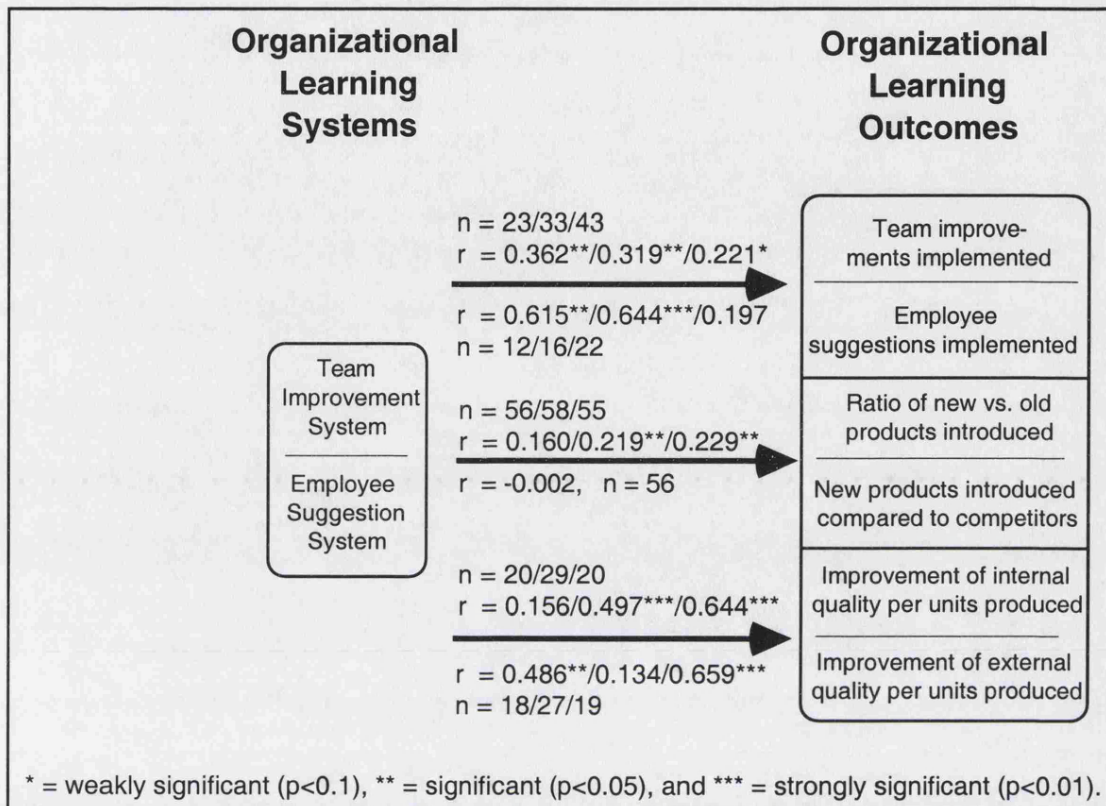 Organizational
Learning
Systems
Organizational
Learning
Outcomes
n = 23/33/43
r = 0.362**/0.319**/0.221*
r = 0.615**/0.644***/0.197
n = 12/16/22
Team improve-
ments implemented
Employee
suggestions implemented
Team
Improvement
System
Employee
Suggestion
System
n = 56/58/55
r = 0.160/0.219**/0.229**
r = -0.002, n = 56
Ratio of new vs. old
products introduced
New products introduced
compared to competitors
n = 20/29/20
r = 0.156/0.497***/0.644***
r = 0.486**/0.134/0.659***
n = 18/27/19
Improvement of internal
quality per units produced
Improvement of external
quality per units produced
* = weakly significant (p<0.1), ** = significant (p<0.05), and *** = strongly significant (p<0.01).